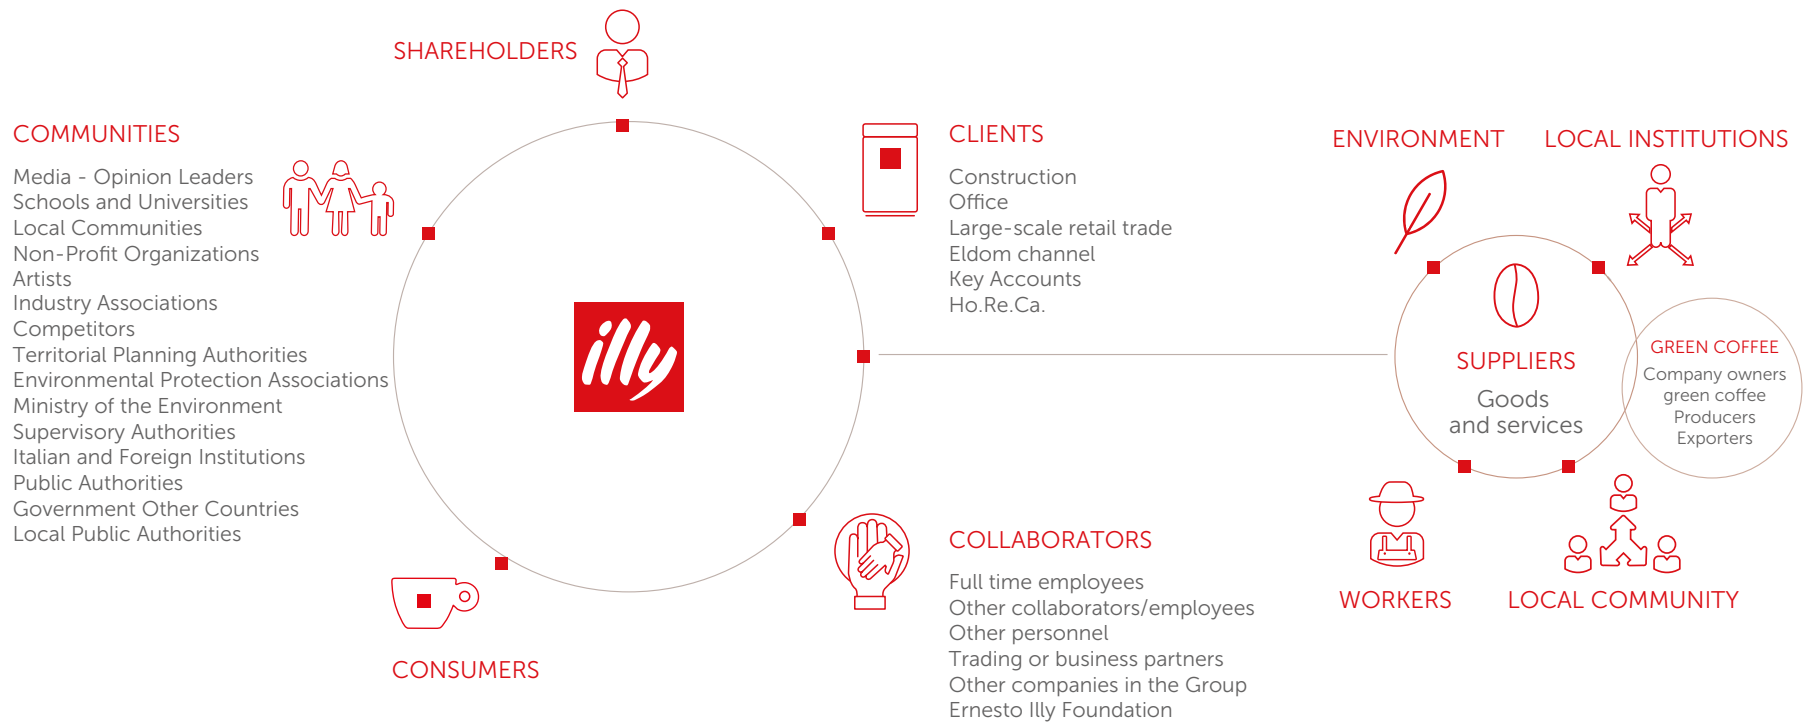 SHAREHOLDERS
COMMUNITIES
Media - Opinion Leaders
Schools and Universities
Local Communities
Non-Profit Organizations
Artists
Industry Associations
Competitors
Territorial Planning Authorities
Environmental Protection Associations
Ministry of the Environment
Supervisory Authorities
Italian and Foreign Institutions
Public Authorities
Government Other Countries
Local Public Authorities
illy
CLIENTS
Construction
Office
Large-scale retail trade
Eldom channel
Key Accounts
Ho.Re.Ca.
CONSUMERS
COLLABORATORS
Full time employees
Other collaborators/employees
Other personnel
Trading or business partners
Other companies in the Group
Ernesto Illy Foundation
ENVIRONMENT
LOCAL INSTITUTIONS
SUPPLIERS
Goods
and services
GREEN COFFEE
Company owners
green coffee
Producers
Exporters
WORKERS
LOCAL COMMUNITY